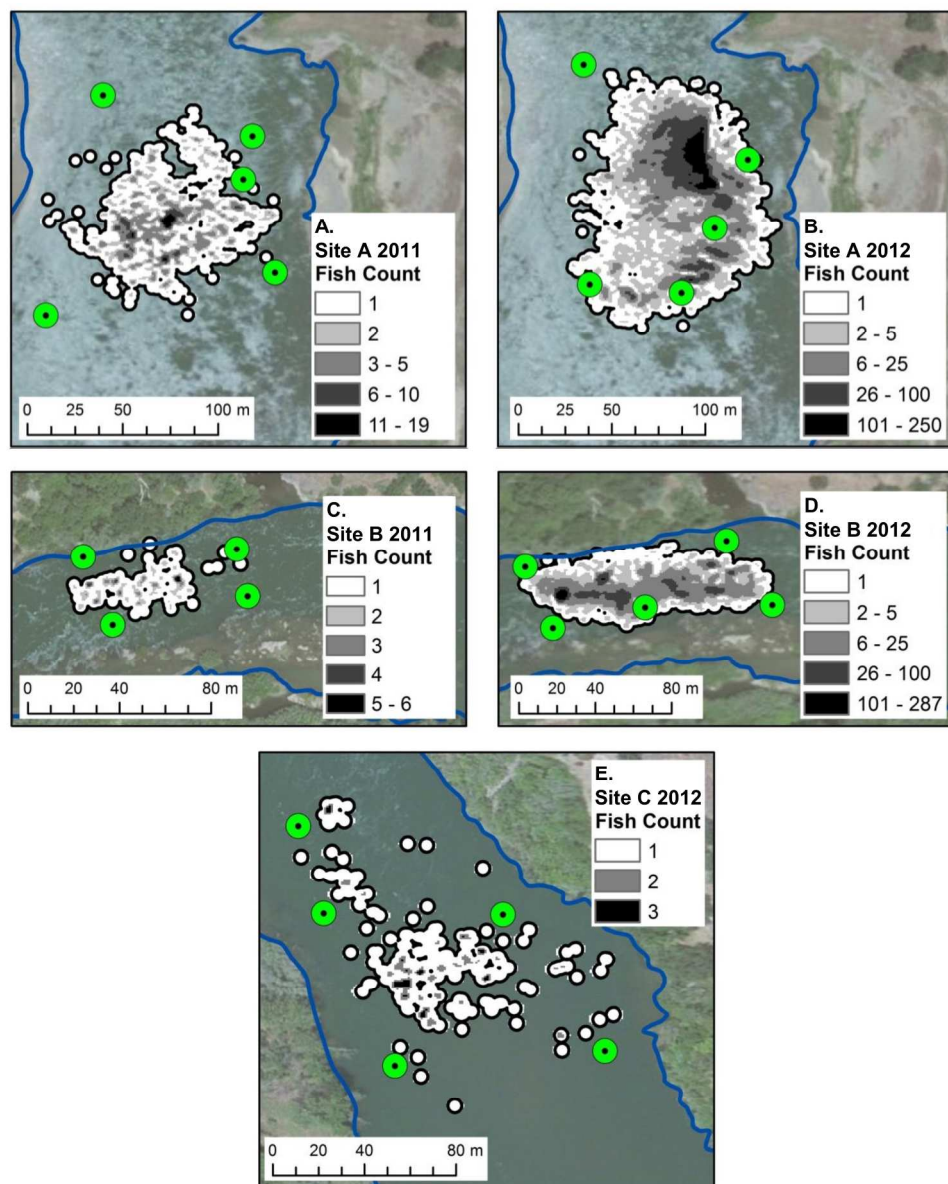 A.
Site A 2011
Fish Count
1
2
3 - 5
6 - 10
11 - 19
0 25 50 100 m
B.
Site A 2012
Fish Count
1
2 - 5
6 - 25
26 - 100
101 - 250
0 50 100 m
C.
Site B 2011
Fish Count
1
2
3
4
5 - 6
0 40 80 m
D.
Site B 2012
Fish Count
1
2 - 5
6 - 25
26 - 100
101 - 287
0 20 40 80 m
E.
Site C 2012
Fish Count
1
2
3
0 20 40 80 m